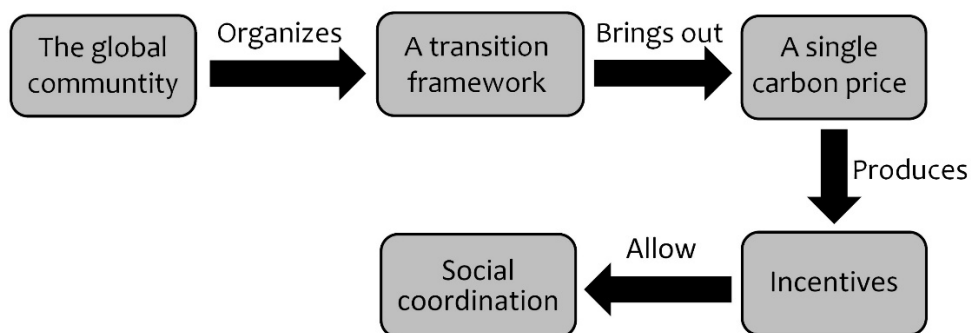 The global
communtity
Organizes
A transition
framework
Brings out
A single
carbon price
Produces
Incentives
Allow
Social
coordination